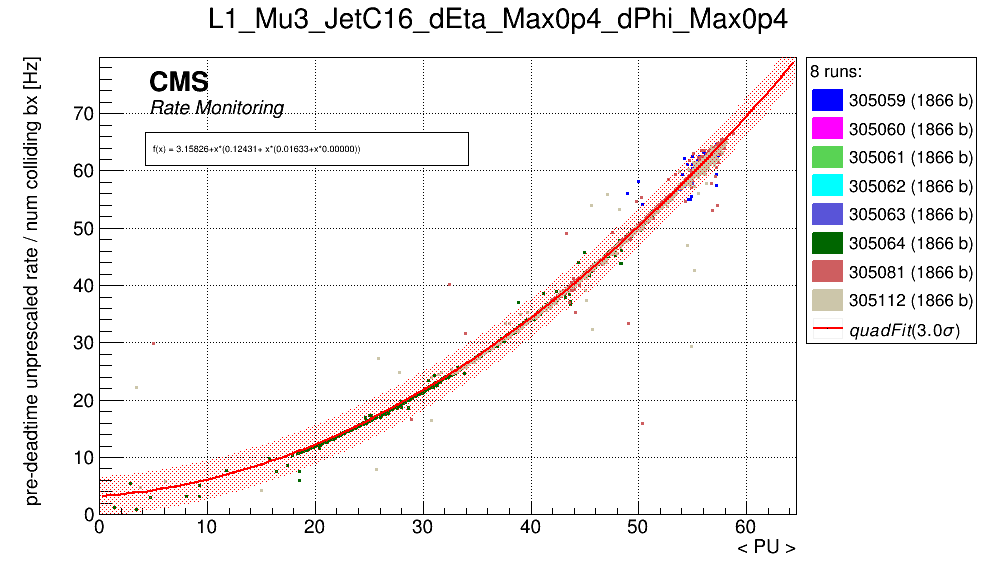 L1_Mu3_JetC16_dEta_Max0p4_dPhi_Max0p4
pre-deadtime unprescaled rate / num colliding bx [Hz]
CMS
Rate Monitoring
f(x) = 3.15826+x*(0.12431+ x*(0.01633+x*0.00000))
70
60
50
40
30
20
10
0
0 10 20 30 40 50 60
< PU >
8 runs:
305059 (1866 b)
305060 (1866 b)
305061 (1866 b)
305062 (1866 b)
305063 (1866 b)
305064 (1866 b)
305081 (1866 b)
305112 (1866 b)
quadFit(3.0σ)